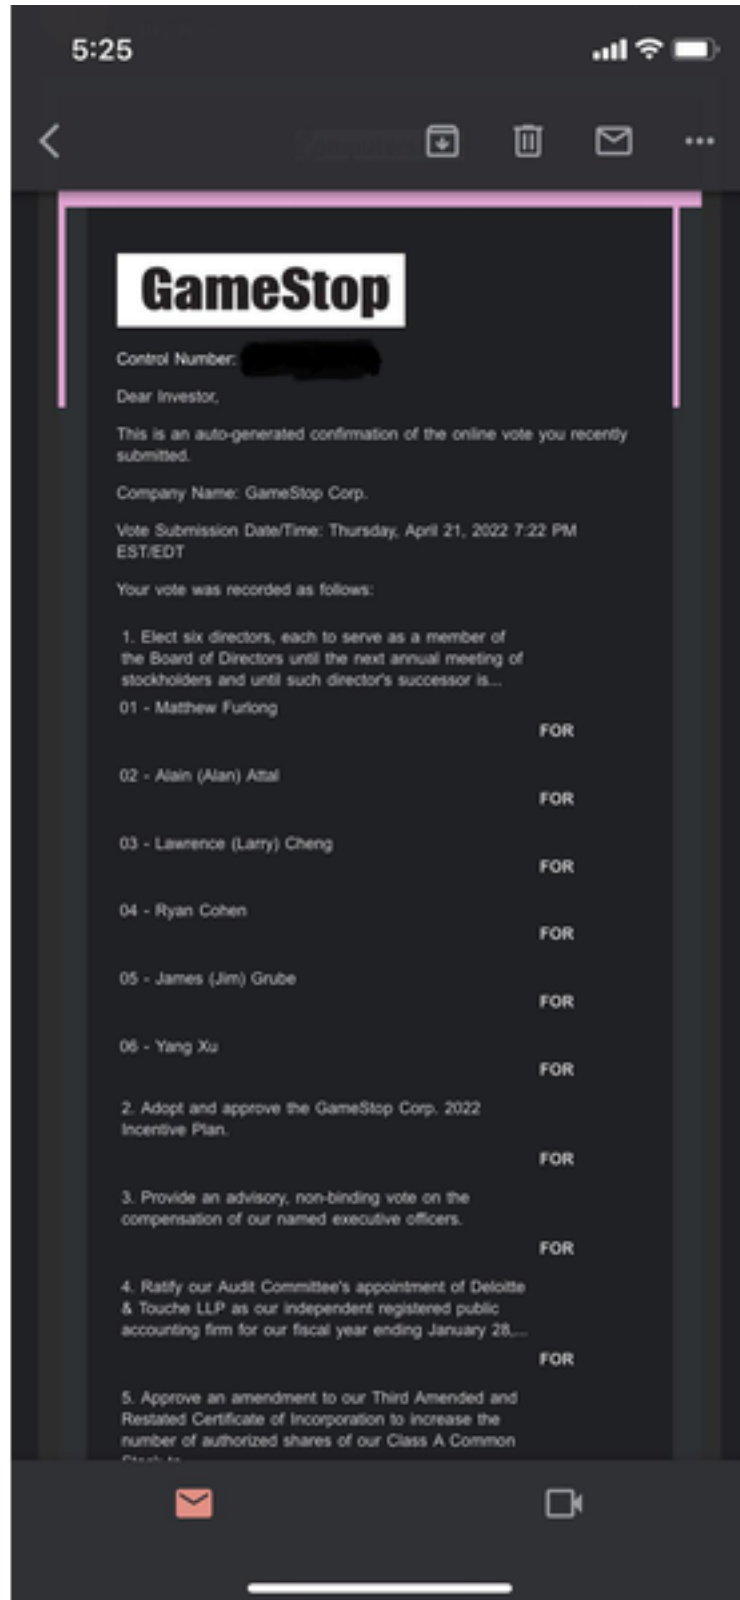 5:25
GameStop
Control Number:
Dear Investor,
This is an auto-generated confirmation of the online vote you recently
submitted.
Company Name: GameStop Corp.
Vote Submission Date/Time: Thursday, April 21, 2022 7:22 PM
EST/EDT
Your vote was recorded as follows:
1. Elect six directors, each to serve as a member of
the Board of Directors until the next annual meeting of
stockholders and until such director's successor is...
01 - Matthew Furlong
FOR
02 - Alain (Alan) Attal
FOR
03 - Lawrence (Larry) Cheng
FOR
04 - Ryan Cohen
FOR
05 - James (Jim) Grube
FOR
06 - Yang Xu
FOR
2. Adopt and approve the GameStop Corp. 2022
Incentive Plan.
FOR
3. Provide an advisory, non-binding vote on the
compensation of our named executive officers.
FOR
4. Ratify our Audit Committee's appointment of Deloitte
& Touche LLP as our independent registered public
accounting firm for our fiscal year ending January 28,...
FOR
5. Approve an amendment to our Third Amended and
Restated Certificate of Incorporation to increase the
number of authorized shares of our Class A Common